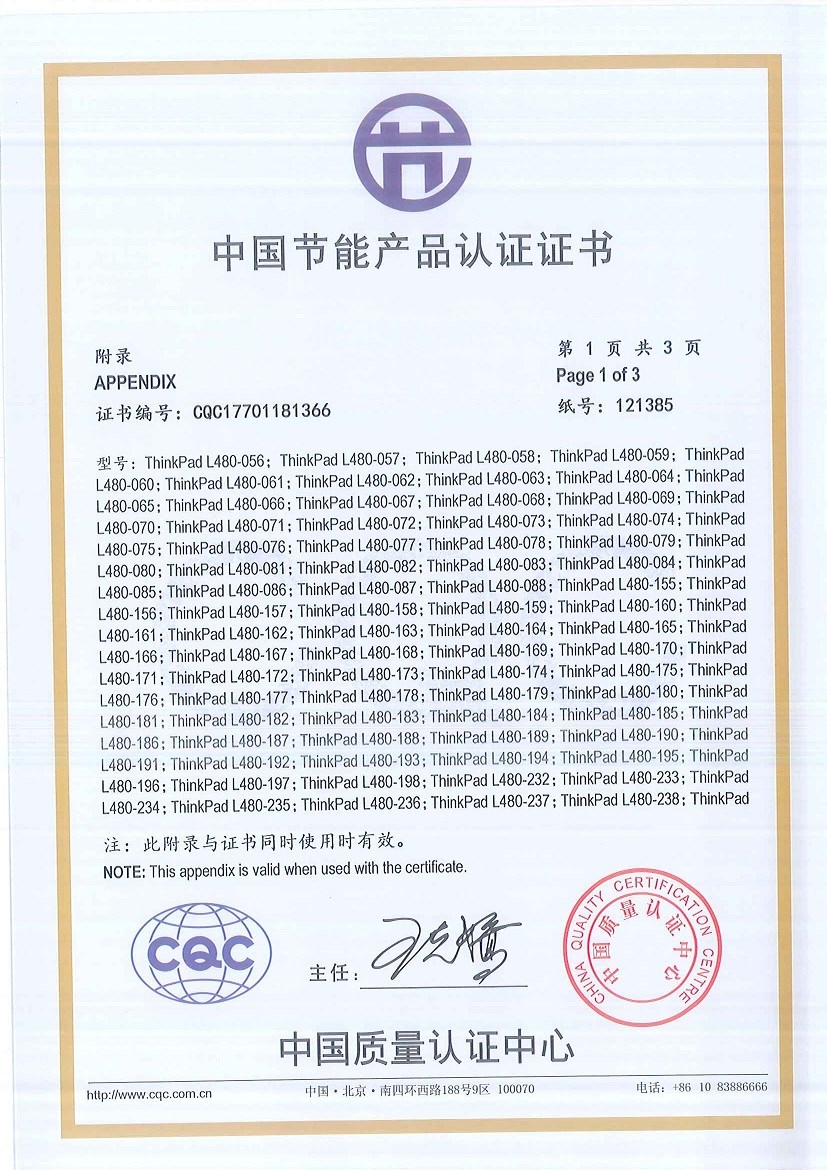 中国节能产品认证证书
附录
第 1 页 共 3 页
APPENDIX
Page 1 of 3
证书编号：CQC17701181366
纸号：121385
型号：ThinkPad L480-056；ThinkPad L480-057；ThinkPad L480-058；ThinkPad L480-059；ThinkPad
L480-060；ThinkPad L480-061；ThinkPad L480-062；ThinkPad L480-063；ThinkPad L480-064；ThinkPad
L480-065；ThinkPad L480-066；ThinkPad L480-067；ThinkPad L480-068；ThinkPad L480-069；ThinkPad
L480-070；ThinkPad L480-071；ThinkPad L480-072；ThinkPad L480-073；ThinkPad L480-074；ThinkPad
L480-075；ThinkPad L480-076；ThinkPad L480-077；ThinkPad L480-078；ThinkPad L480-079；ThinkPad
L480-080；ThinkPad L480-081；ThinkPad L480-082；ThinkPad L480-083；ThinkPad L480-084；ThinkPad
L480-085；ThinkPad L480-086；ThinkPad L480-087；ThinkPad L480-088；ThinkPad L480-155；ThinkPad
L480-156；ThinkPad L480-157；ThinkPad L480-158；ThinkPad L480-159；ThinkPad L480-160；ThinkPad
L480-161；ThinkPad L480-162；ThinkPad L480-163；ThinkPad L480-164；ThinkPad L480-165；ThinkPad
L480-166；ThinkPad L480-167；ThinkPad L480-168；ThinkPad L480-169；ThinkPad L480-170；ThinkPad
L480-171；ThinkPad L480-172；ThinkPad L480-173；ThinkPad L480-174；ThinkPad L480-175；ThinkPad
L480-176；ThinkPad L480-177；ThinkPad L480-178；ThinkPad L480-179；ThinkPad L480-180；ThinkPad
L480-181；ThinkPad L480-182；ThinkPad L480-183；ThinkPad L480-184；ThinkPad L480-185；ThinkPad
L480-186；ThinkPad L480-187；ThinkPad L480-188；ThinkPad L480-189；ThinkPad L480-190；ThinkPad
L480-191；ThinkPad L480-192；ThinkPad L480-193；ThinkPad L480-194；ThinkPad L480-195；ThinkPad
L480-196；ThinkPad L480-197；ThinkPad L480-198；ThinkPad L480-232；ThinkPad L480-233；ThinkPad
L480-234；ThinkPad L480-235；ThinkPad L480-236；ThinkPad L480-237；ThinkPad L480-238；ThinkPad
注：此附录与证书同时使用时有效。
NOTE: This appendix is valid when used with the certificate.
CQC
主任：
CHINA QUALITY CERTIFICATION CENTRE
中国质量认证中心
中国质量认证中心
http://www.cqc.com.cn
中国·北京·南四环西路188号9区 100070
电话：+86 10 83886666